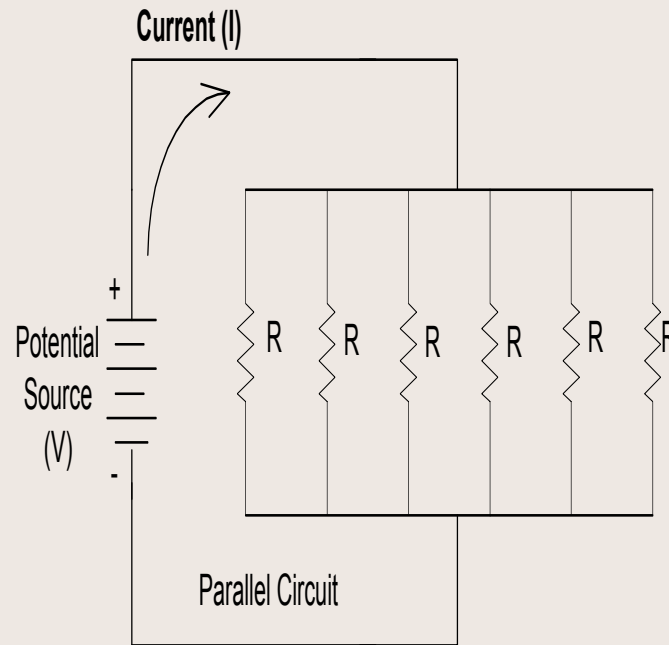 Current (I)
+
Potential
Source
(V)
-
R R R R R R
Parallel Circuit